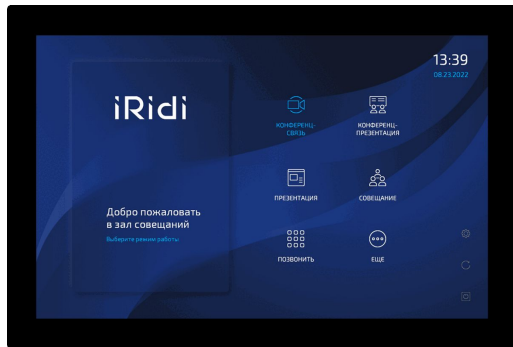 13:39
08.23.2022
iRidi
КОНФЕРЕНЦ-
СВЯЗЬ
КОНФЕРЕНЦ-
ПРЕЗЕНТАЦИЯ
ПРЕЗЕНТАЦИЯ
СОВЕЩАНИЕ
Добро пожаловать
в зал совещаний
Выберите режим работы
ПОЗВОНИТЬ
ЕЩЕ